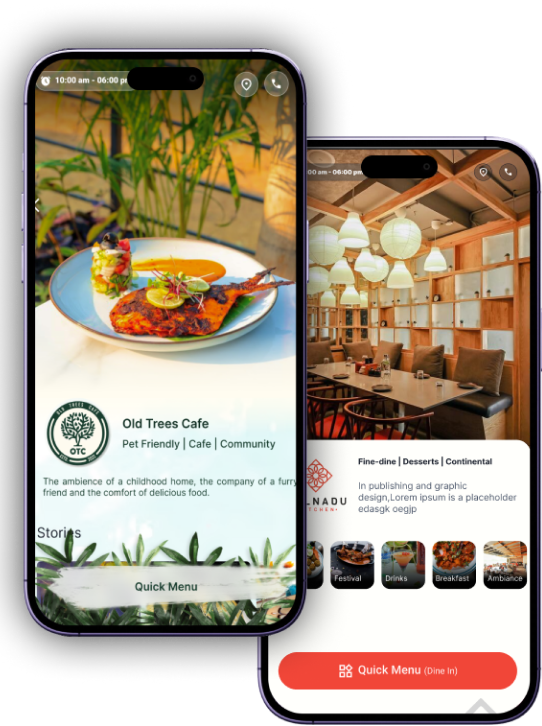 10:00 am - 06:00 p
OLD TREES CAFE
OTC
Old Trees Cafe
Pet Friendly | Cafe | Community
The ambience of a childhood home, the company of a furry
friend and the comfort of delicious food.
Stories
Quick Menu
00 am - 06:00 pm
Fine-dine | Desserts | Continental
In publishing and graphic
design,Lorem ipsum is a placeholder
edasgk oegjp
LNADU
Festival
Drinks
Breakfast
Ambiance
Quick Menu (Dine In)